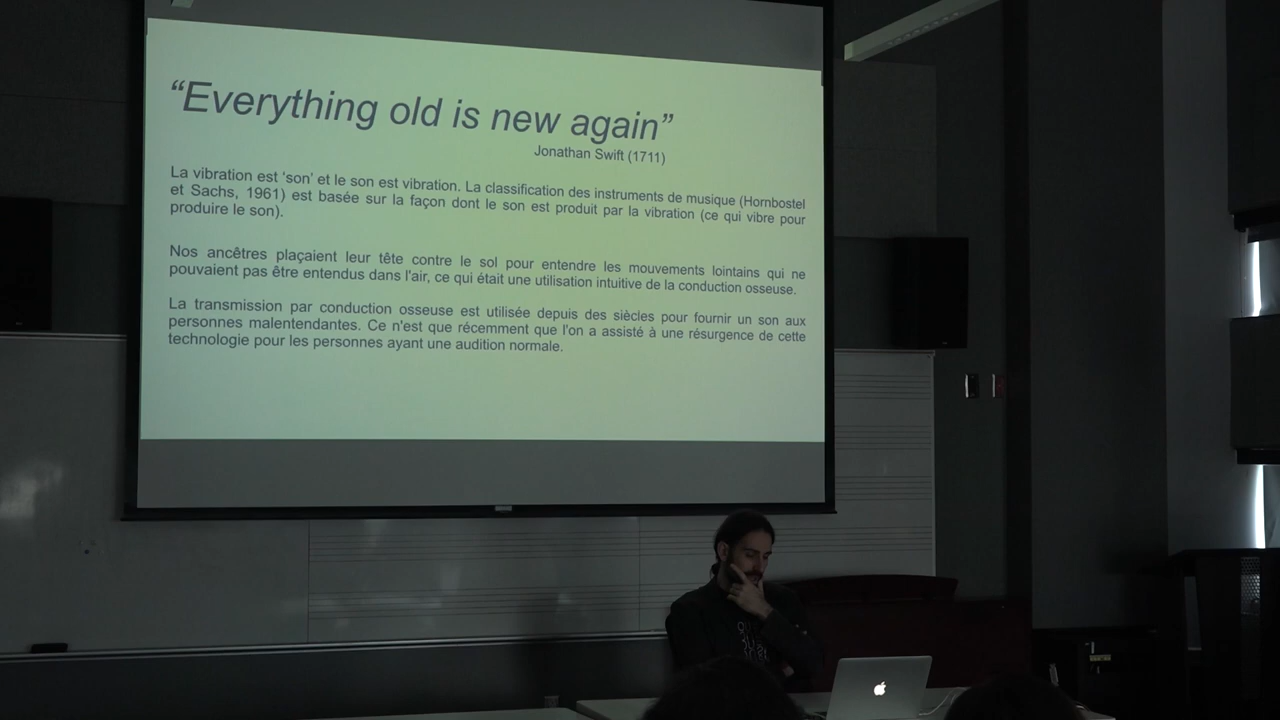 “Everything old is new again”
Jonathan Swift (1711)
La vibration est 'son' et le son est vibration. La classification des instruments de musique (Hornbostel
et Sachs, 1961) est basée sur la façon dont le son est produit par la vibration (ce qui vibre pour
produire le son).
Nos ancêtres plaçaient leur tête contre le sol pour entendre les mouvements lointains qui ne
pouvaient pas être entendus dans l'air, ce qui était une utilisation intuitive de la conduction osseuse.
La transmission par conduction osseuse est utilisée depuis des siècles pour fournir un son aux
personnes malentendantes. Ce n'est que récemment que l'on a assisté à une résurgence de cette
technologie pour les personnes ayant une audition normale.